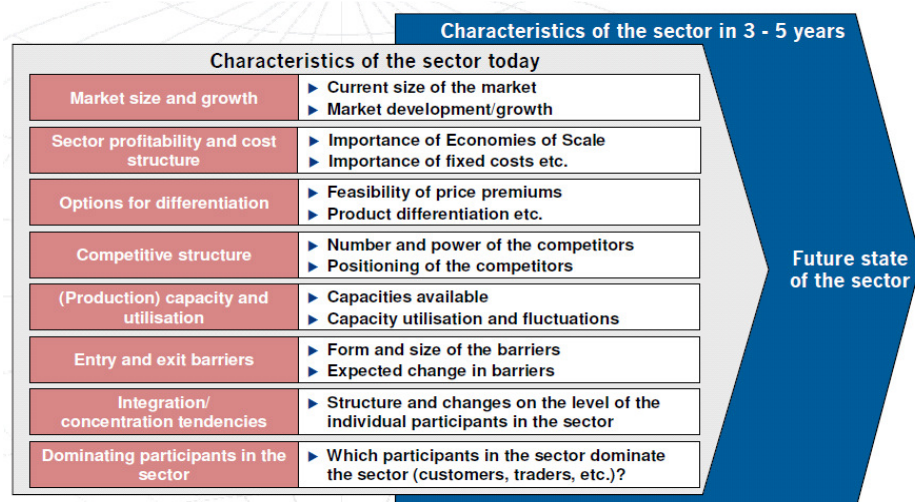 Characteristics of the sector in 3 - 5 years
Characteristics of the sector today
Market size and growth
► Current size of the market
► Market development/growth
Sector profitability and cost
structure
► Importance of Economies of Scale
► Importance of fixed costs etc.
Options for differentiation
► Feasibility of price premiums
► Product differentiation etc.
Competitive structure
► Number and power of the competitors
► Positioning of the competitors
(Production) capacity and
utilisation
► Capacities available
► Capacity utilisation and fluctuations
Entry and exit barriers
► Form and size of the barriers
► Expected change in barriers
Integration/
concentration tendencies
► Structure and changes on the level of the
individual participants in the sector
Dominating participants in the
sector
► Which participants in the sector dominate
the sector (customers, traders, etc.)?
Future state
of the sector